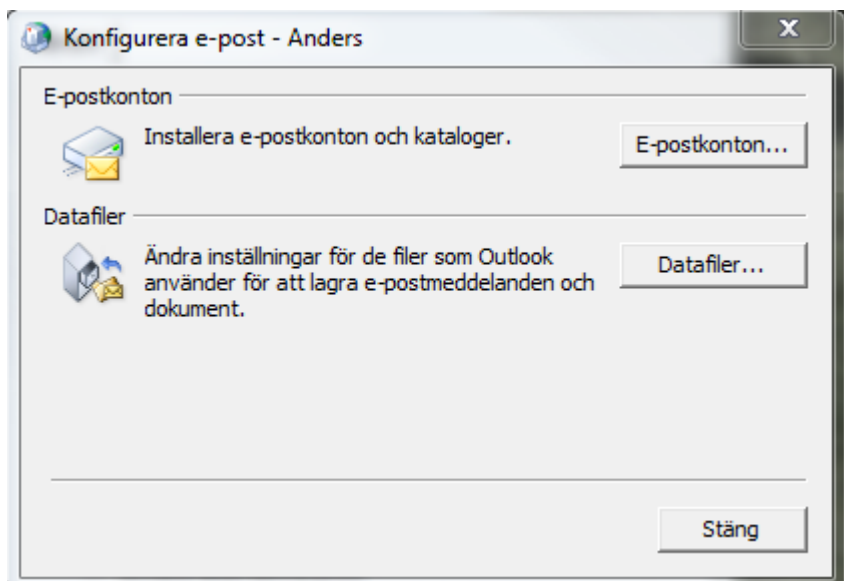 Konfigurera e-post - Anders
E-postkonton
Installera e-postkonton och kataloger.
E-postkonton...
Datafiler
Ändra inställningar för de filer som Outlook
använder för att lagra e-postmeddelanden och
dokument.
Datafiler...
Stäng